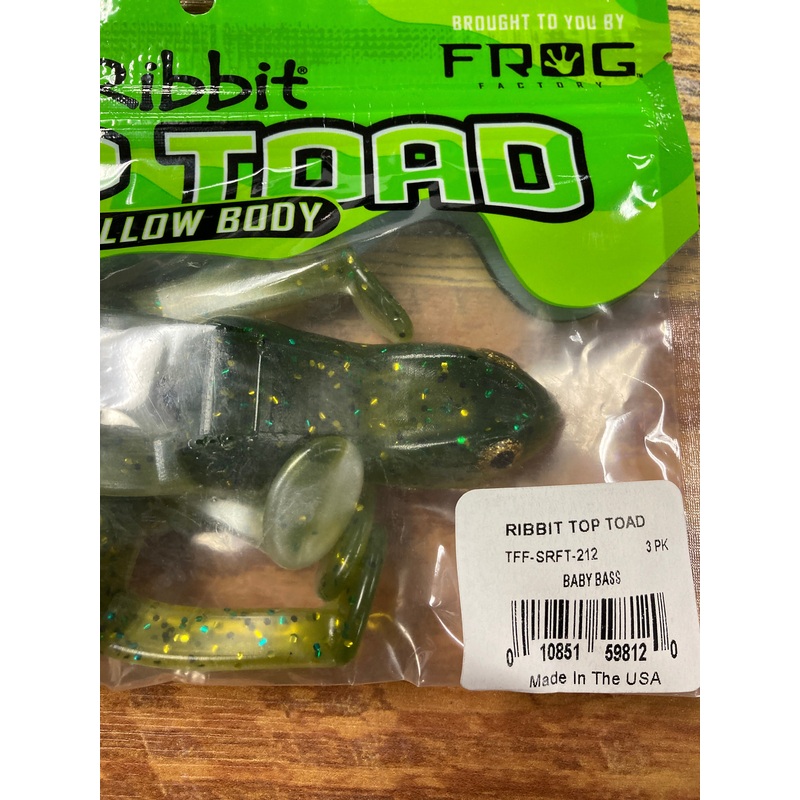 BROUGHT TO YOU BY
Ribbit®
FROG
FACTORY
P TOAD
LLOW BODY
RIBBIT TOP TOAD
TFF-SRFT-212 3 PK
BABY BASS
0 10851 59812 0
Made In The USA